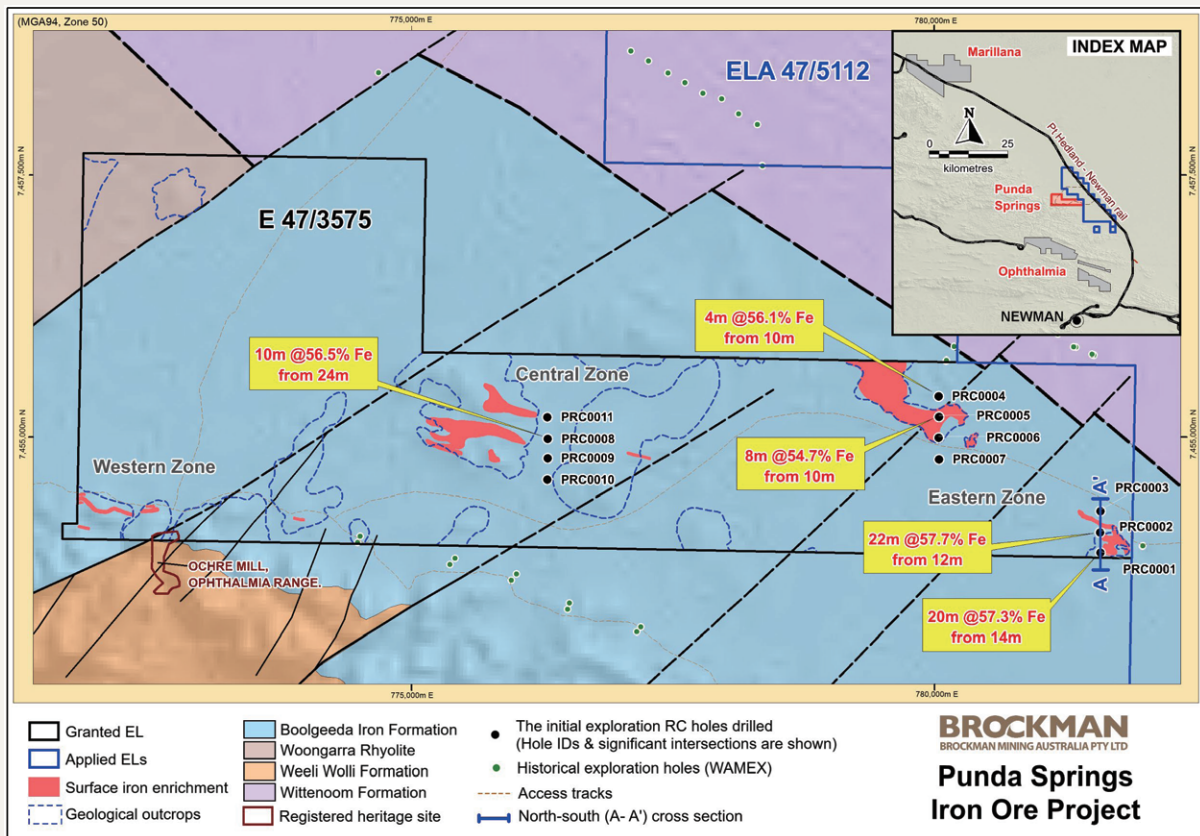 (MGA94, Zone 50)
775,000m E
780,000m E
7,457,500m N
7,457,500m N
7,455,000m N
7,455,000m N
775,000m E
780,000m E
ELA 47/5112
E 47/3575
INDEX MAP
Marillana
N
0 25
kilometres
Pt Hedland - Newman rail
Punda
Springs
Ophthalmia
NEWMAN
4m @56.1% Fe
from 10m
10m @56.5% Fe
from 24m
Central Zone
PRC0011
PRC0008
PRC0009
PRC0010
PRC0004
PRC0005
PRC0006
PRC0007
8m @54.7% Fe
from 10m
Western Zone
Eastern Zone
A'
PRC0003
PRC0002
PRC0001
A
22m @57.7% Fe
from 12m
20m @57.3% Fe
from 14m
OCHRE MILL,
OPHTHALMIA RANGE.
Granted EL
Applied ELs
Surface iron enrichment
Geological outcrops
Boolgeeda Iron Formation
Woongarra Rhyolite
Weeli Wolli Formation
Wittenoom Formation
Registered heritage site
The initial exploration RC holes drilled
(Hole IDs & significant intersections are shown)
Historical exploration holes (WAMEX)
Access tracks
North-south (A- A') cross section
BROCKMAN
BROCKMAN MINING AUSTRALIA PTY LTD
Punda Springs
Iron Ore Project